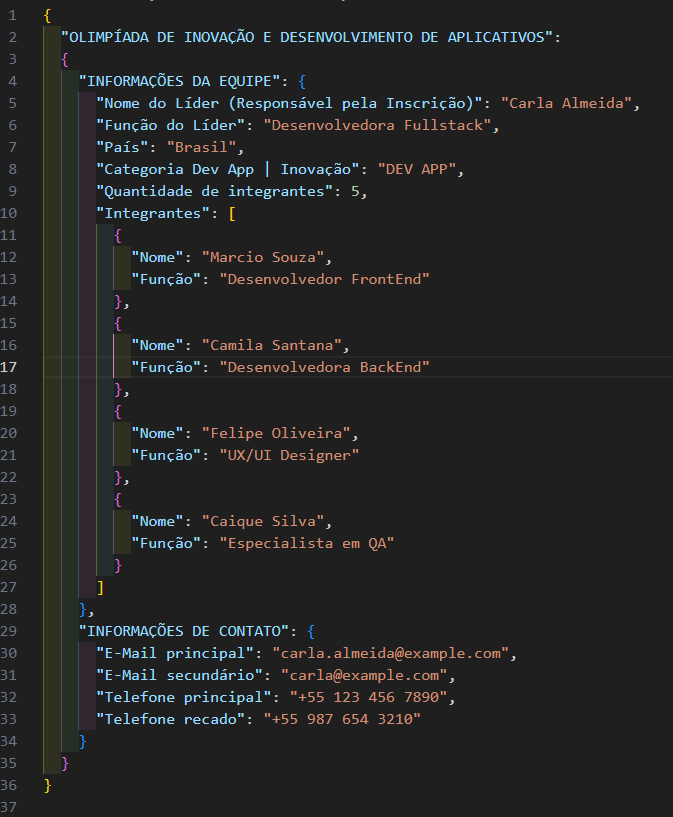 1 {
2 "OLIMPÍADA DE INOVAÇÃO E DESENVOLVIMENTO DE APLICATIVOS":
3 {
4 "INFORMAÇÕES DA EQUIPE": {
5 "Nome do Líder (Responsável pela Inscrição)": "Carla Almeida",
6 "Função do Líder": "Desenvolvedora Fullstack",
7 "País": "Brasil",
8 "Categoria Dev App | Inovação": "DEV APP",
9 "Quantidade de integrantes": 5,
10 "Integrantes": [
11 {
12 "Nome": "Marcio Souza",
13 "Função": "Desenvolvedor FrontEnd"
14 },
15 {
16 "Nome": "Camila Santana",
17 "Função": "Desenvolvedora BackEnd"
18 },
19 {
20 "Nome": "Felipe Oliveira",
21 "Função": "UX/UI Designer"
22 },
23 {
24 "Nome": "Caique Silva",
25 "Função": "Especialista em QA"
26 }
27 ]
28 },
29 "INFORMAÇÕES DE CONTATO": {
30 "E-Mail principal": "carla.almeida@example.com",
31 "E-Mail secundário": "carla@example.com",
32 "Telefone principal": "+55 123 456 7890",
33 "Telefone recado": "+55 987 654 3210"
34 }
35 }
36 }
37